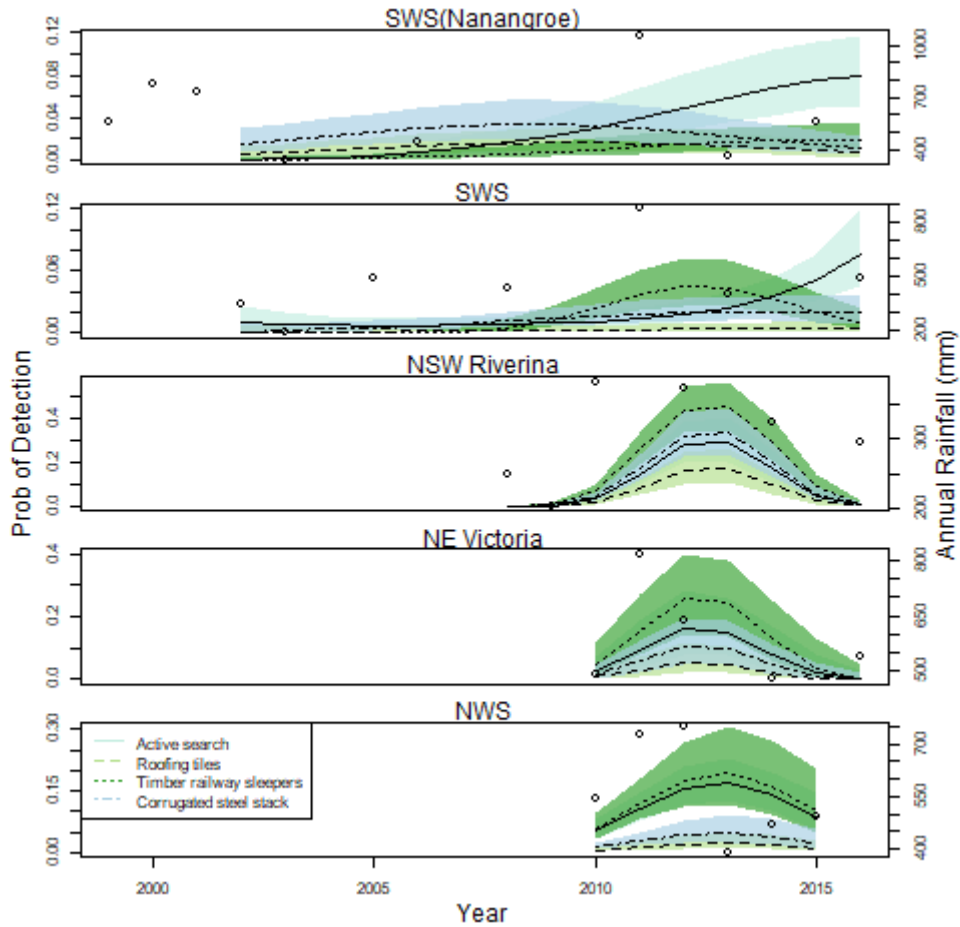 SWS(Nanangroe)
0.00 0.04 0.08 0.12
400 700 1000
SWS
0.00 0.06 0.12
200 500 800
NSW Riverina
0.0 0.2 0.4
200 300
NE Victoria
0.0 0.2 0.4
500 650 800
NWS
0.00 0.15 0.30
400 550 700
Active search
Roofing tiles
Timber railway sleepers
Corrugated steel stack
Prob of Detection
Annual Rainfall (mm)
2000 2005 2010 2015
Year